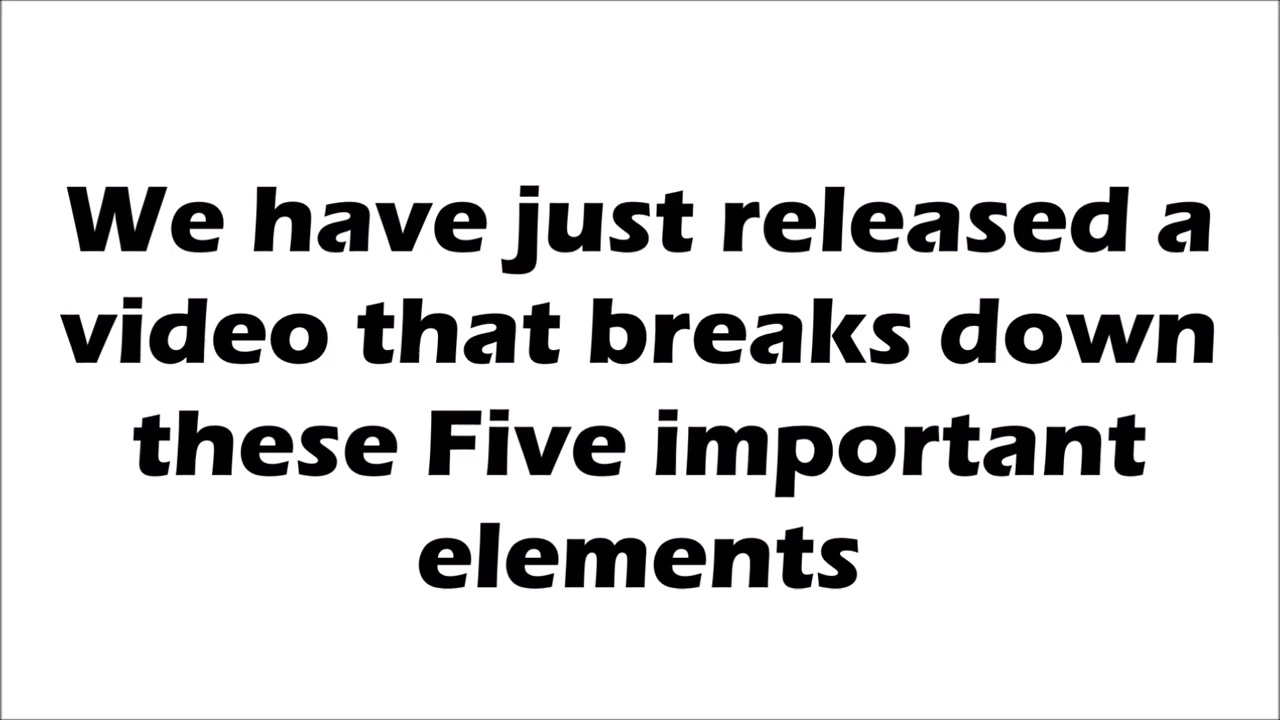 We have just released a
video that breaks down
these Five important
elements